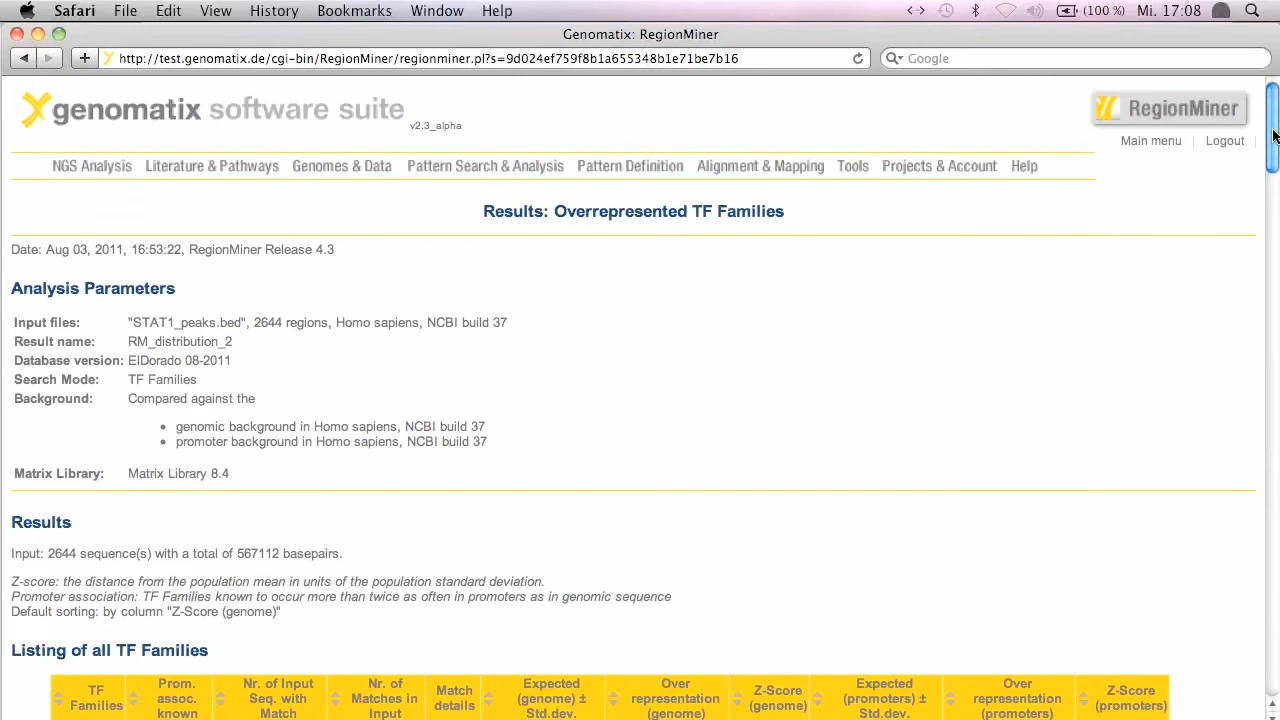 Safari File Edit View History Bookmarks Window Help (100 %) Mi. 17:08
Genomatix: RegionMiner
http://test.genomatix.de/cgi-bin/RegionMiner/regionminer.pl?s=9d024ef759f8b1a655348b1e71be7b16 Google
genomatix software suite v2.3_alpha RegionMiner
Main menu Logout
NGS Analysis Literature & Pathways Genomes & Data Pattern Search & Analysis Pattern Definition Alignment & Mapping Tools Projects & Account Help
Results: Overrepresented TF Families
Date: Aug 03, 2011, 16:53:22, RegionMiner Release 4.3
Analysis Parameters
Input files: "STAT1_peaks.bed", 2644 regions, Homo sapiens, NCBI build 37
Result name: RM_distribution_2
Database version: ElDorado 08-2011
Search Mode: TF Families
Background: Compared against the
• genomic background in Homo sapiens, NCBI build 37
• promoter background in Homo sapiens, NCBI build 37
Matrix Library: Matrix Library 8.4
Results
Input: 2644 sequence(s) with a total of 567112 basepairs.
Z-score: the distance from the population mean in units of the population standard deviation.
Promoter association: TF Families known to occur more than twice as often in promoters as in genomic sequence
Default sorting: by column "Z-Score (genome)"
Listing of all TF Families
TF Families
Prom. assoc. known
Nr. of Input Seq. with Match
Nr. of Matches in Input
Match details
Expected (genome) ± Std.dev.
Over representation (genome)
Z-Score (genome)
Expected (promoters) ± Std.dev.
Over representation (promoters)
Z-Score (promoters)